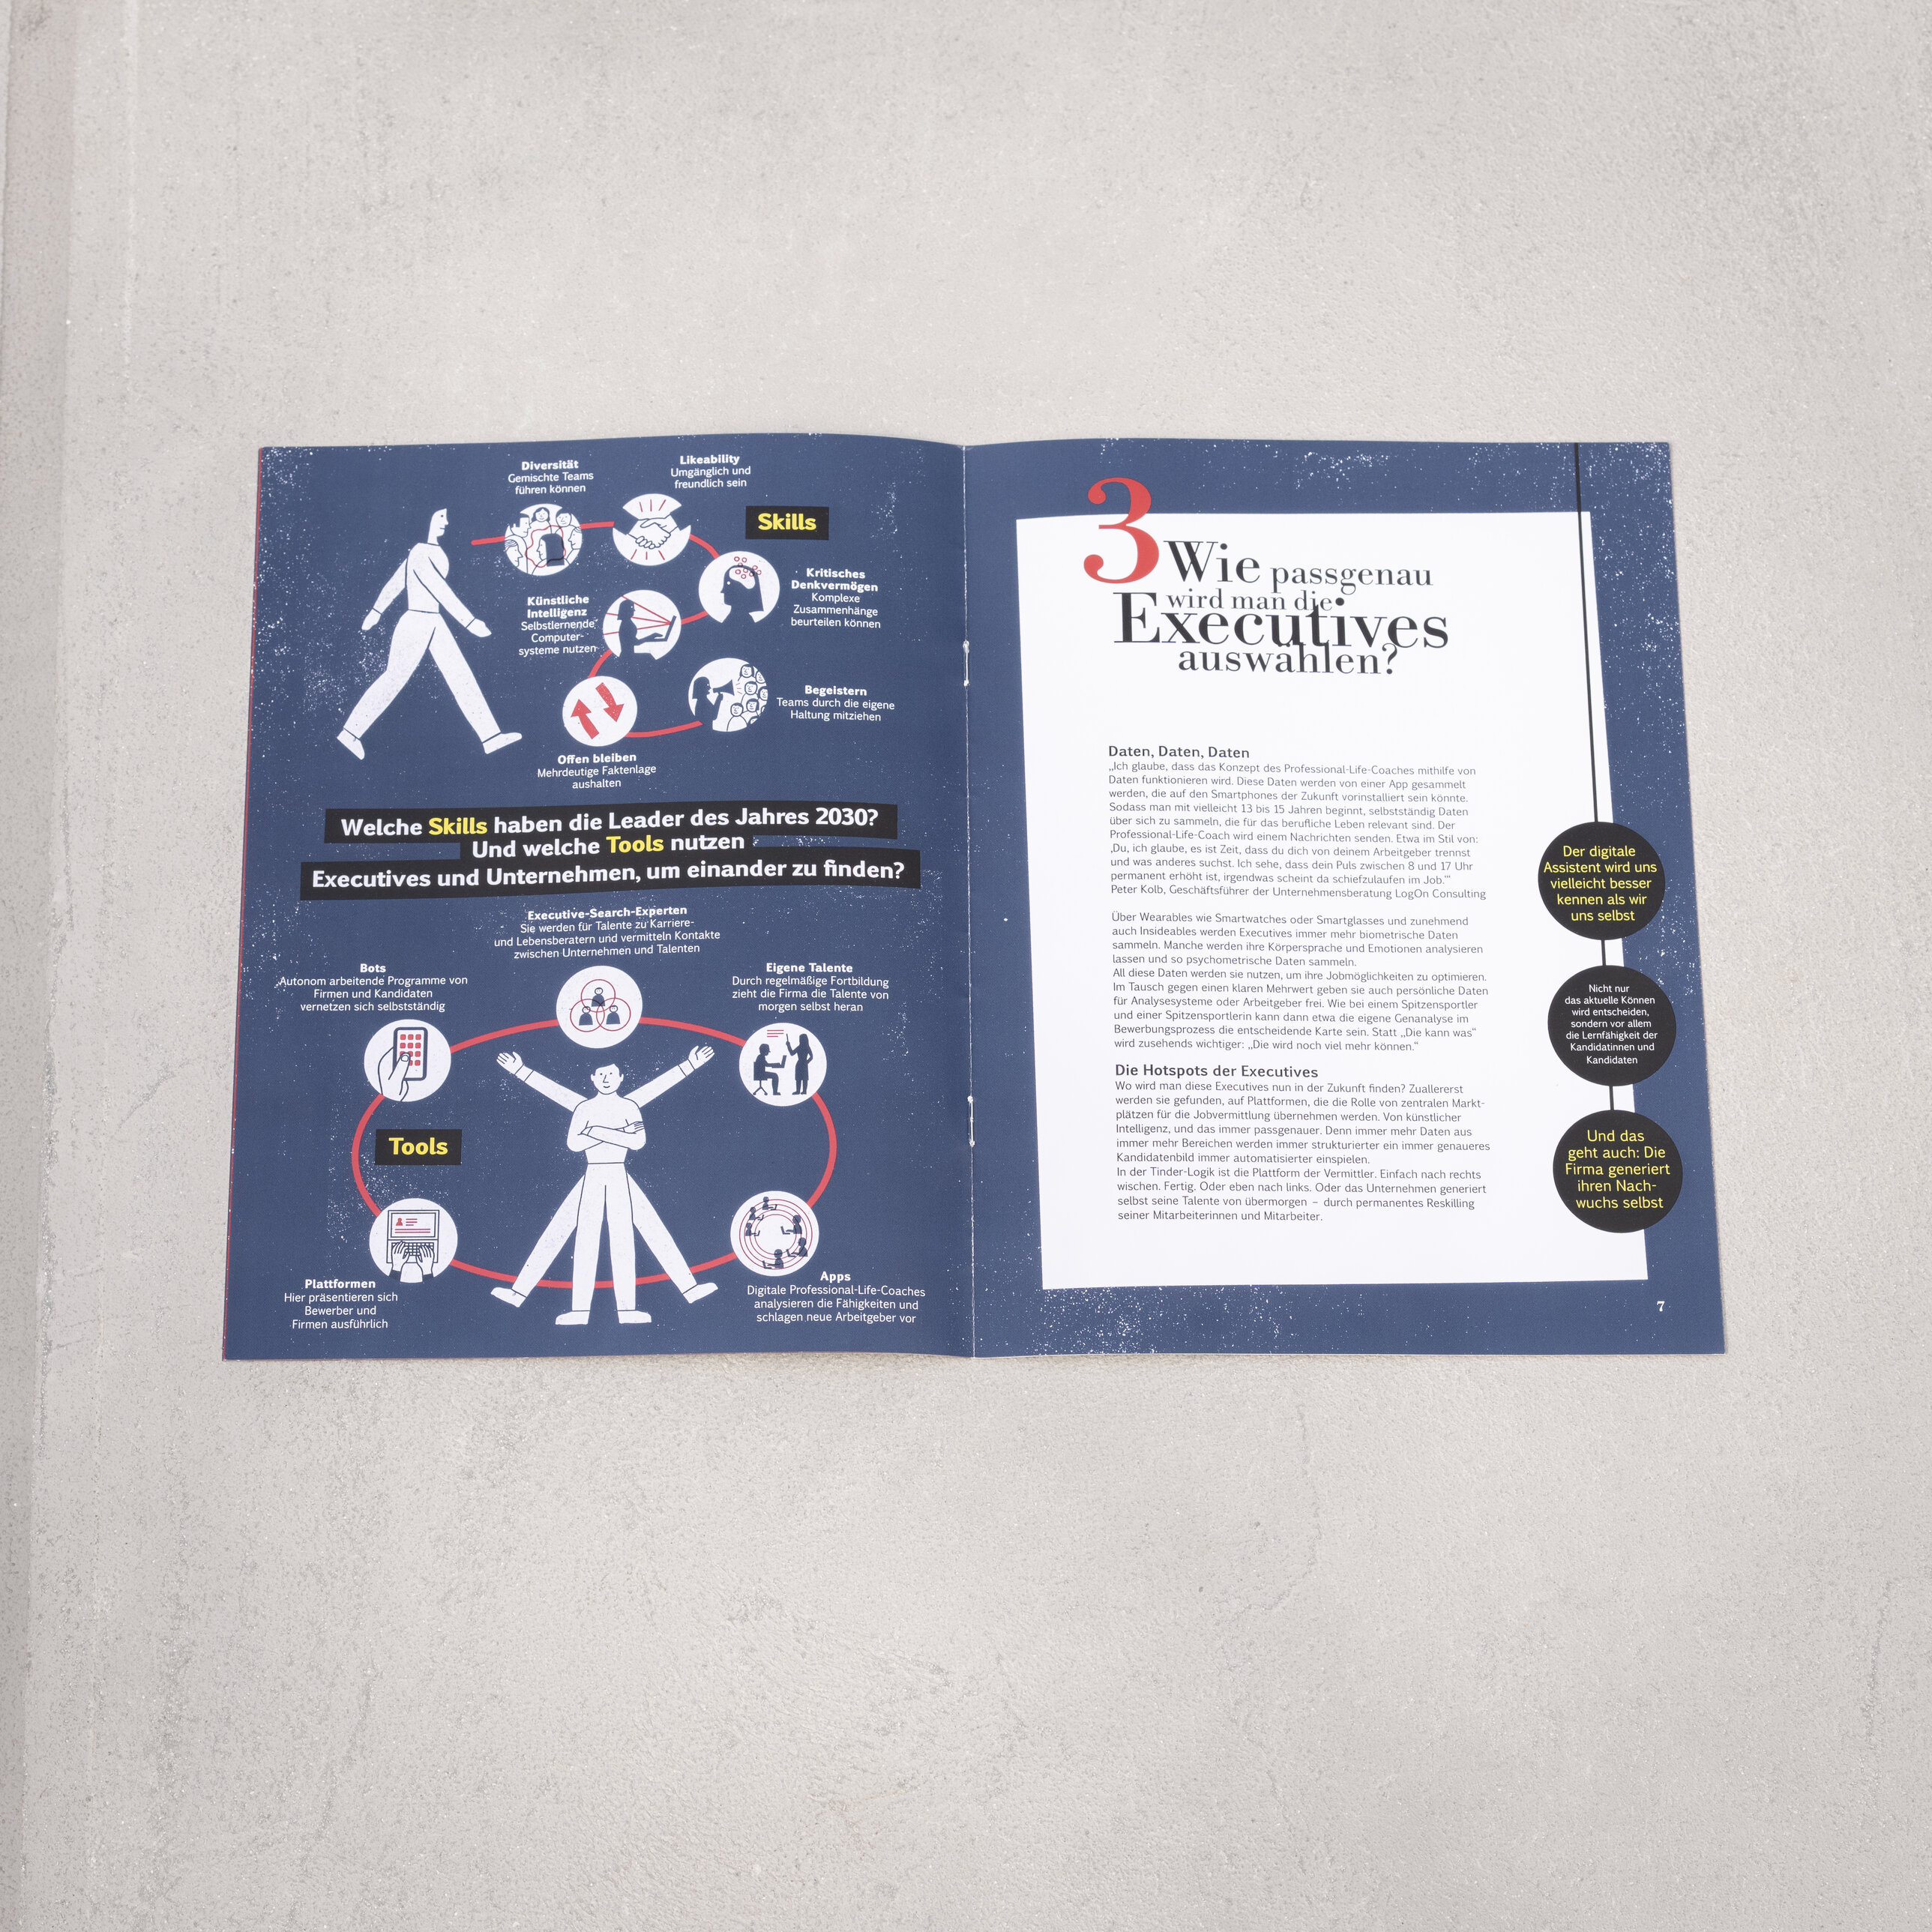 Diversität
Gemischte Teams
führen können
Likeability
Umgänglich und
freundlich sein
Skills
Kritisches
Denkvermögen
Komplexe
Zusammenhänge
beurteilen können
Künstliche
Intelligenz
Selbstlernende
Computer-
systeme nutzen
Begeistern
Teams durch die eigene
Haltung mitziehen
Offen bleiben
Mehrdeutige Faktenlage
aushalten
Welche Skills haben die Leader des Jahres 2030?
Und welche Tools nutzen
Executives und Unternehmen, um einander zu finden?
Executive-Search-Experten
Sie werden für Talente zu Karriere-
und Lebensberatern und vermitteln Kontakte
zwischen Unternehmen und Talenten
Bots
Autonom arbeitende Programme von
Firmen und Kandidaten
vernetzen sich selbstständig
Eigene Talente
Durch regelmäßige Fortbildung
zieht die Firma die Talente von
morgen selbst heran
Tools
Plattformen
Hier präsentieren sich
Bewerber und
Firmen ausführlich
Apps
Digitale Professional-Life-Coaches
analysieren die Fähigkeiten und
schlagen neue Arbeitgeber vor
3 Wie passgenau
wird man die
Executives
auswählen?
Daten, Daten, Daten
„Ich glaube, dass das Konzept des Professional-Life-Coaches mithilfe von
Daten funktionieren wird. Diese Daten werden von einer App gesammelt
werden, die auf den Smartphones der Zukunft vorinstalliert sein könnte.
Sodass man mit vielleicht 13 bis 15 Jahren beginnt, selbstständig Daten
über sich zu sammeln, die für das berufliche Leben relevant sind. Der
Professional-Life-Coach wird einem Nachrichten senden. Etwa im Stil von:
‚Du, ich glaube, es ist Zeit, dass du dich von deinem Arbeitgeber trennst
und was anderes suchst. Ich sehe, dass dein Puls zwischen 8 und 17 Uhr
permanent erhöht ist, irgendwas scheint da schiefzulaufen im Job.‘“
Peter Kolb, Geschäftsführer der Unternehmensberatung LogOn Consulting
Über Wearables wie Smartwatches oder Smartglasses und zunehmend
auch Insideables werden Executives immer mehr biometrische Daten
sammeln. Manche werden ihre Körpersprache und Emotionen analysieren
lassen und so psychometrische Daten sammeln.
All diese Daten werden sie nutzen, um ihre Jobmöglichkeiten zu optimieren.
Im Tausch gegen einen klaren Mehrwert geben sie auch persönliche Daten
für Analysesysteme oder Arbeitgeber frei. Wie bei einem Spitzensportler
und einer Spitzensportlerin kann dann etwa die eigene Genanalyse im
Bewerbungsprozess die entscheidende Karte sein. Statt „Die kann was“
wird zusehends wichtiger: „Die wird noch viel mehr können.“
Die Hotspots der Executives
Wo wird man diese Executives nun in der Zukunft finden? Zuallererst
werden sie gefunden, auf Plattformen, die die Rolle von zentralen Markt-
plätzen für die Jobvermittlung übernehmen werden. Von künstlicher
Intelligenz, und das immer passgenauer. Denn immer mehr Daten aus
immer mehr Bereichen werden immer strukturierter ein immer genaueres
Kandidatenbild immer automatisierter einspielen.
In der Tinder-Logik ist die Plattform der Vermittler. Einfach nach rechts
wischen. Fertig. Oder eben nach links. Oder das Unternehmen generiert
selbst seine Talente von übermorgen – durch permanentes Reskilling
seiner Mitarbeiterinnen und Mitarbeiter.
Der digitale
Assistent wird uns
vielleicht besser
kennen als wir
uns selbst
Nicht nur
das aktuelle Können
wird entscheiden,
sondern vor allem
die Lernfähigkeit der
Kandidatinnen und
Kandidaten
Und das
geht auch: Die
Firma generiert
ihren Nach-
wuchs selbst
7